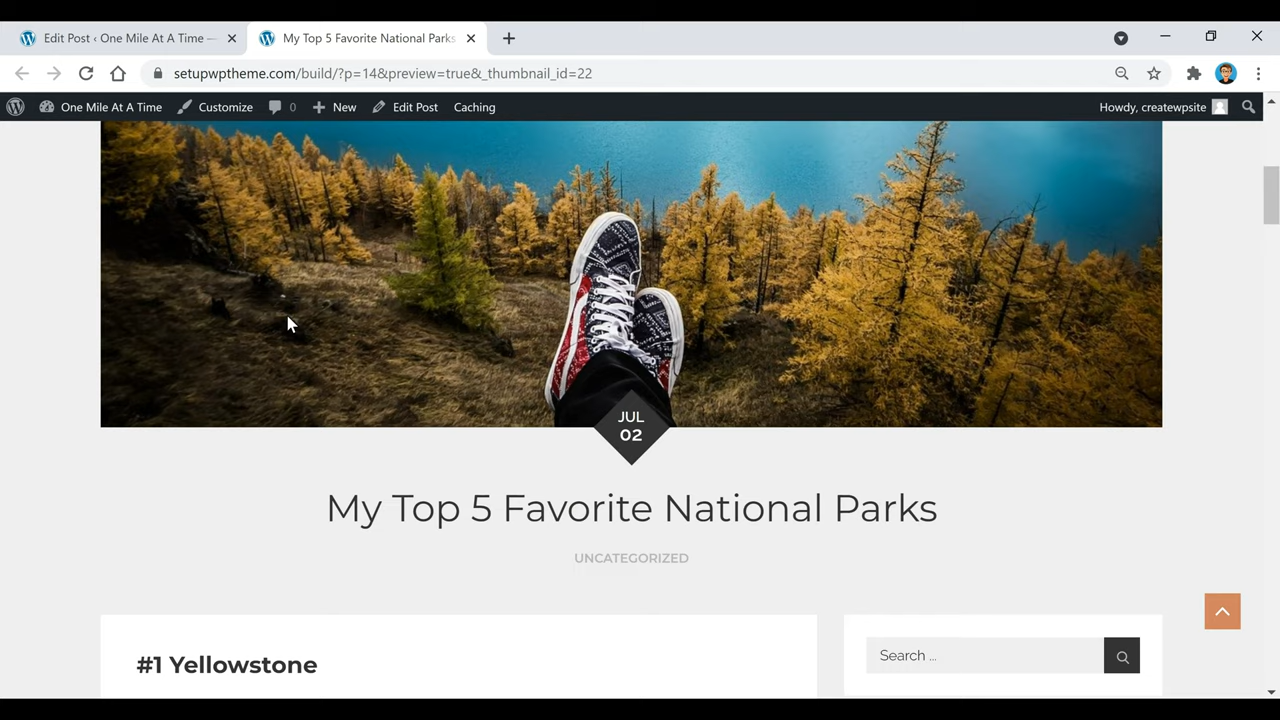 Edit Post ‹ One Mile At A Time —
My Top 5 Favorite National Parks
setupwptheme.com/build/?p=14&preview=true&_thumbnail_id=22
One Mile At A Time
Customize
0
New
Edit Post
Caching
Howdy, createwpsite
JUL
02
My Top 5 Favorite National Parks
UNCATEGORIZED
#1 Yellowstone
Search …